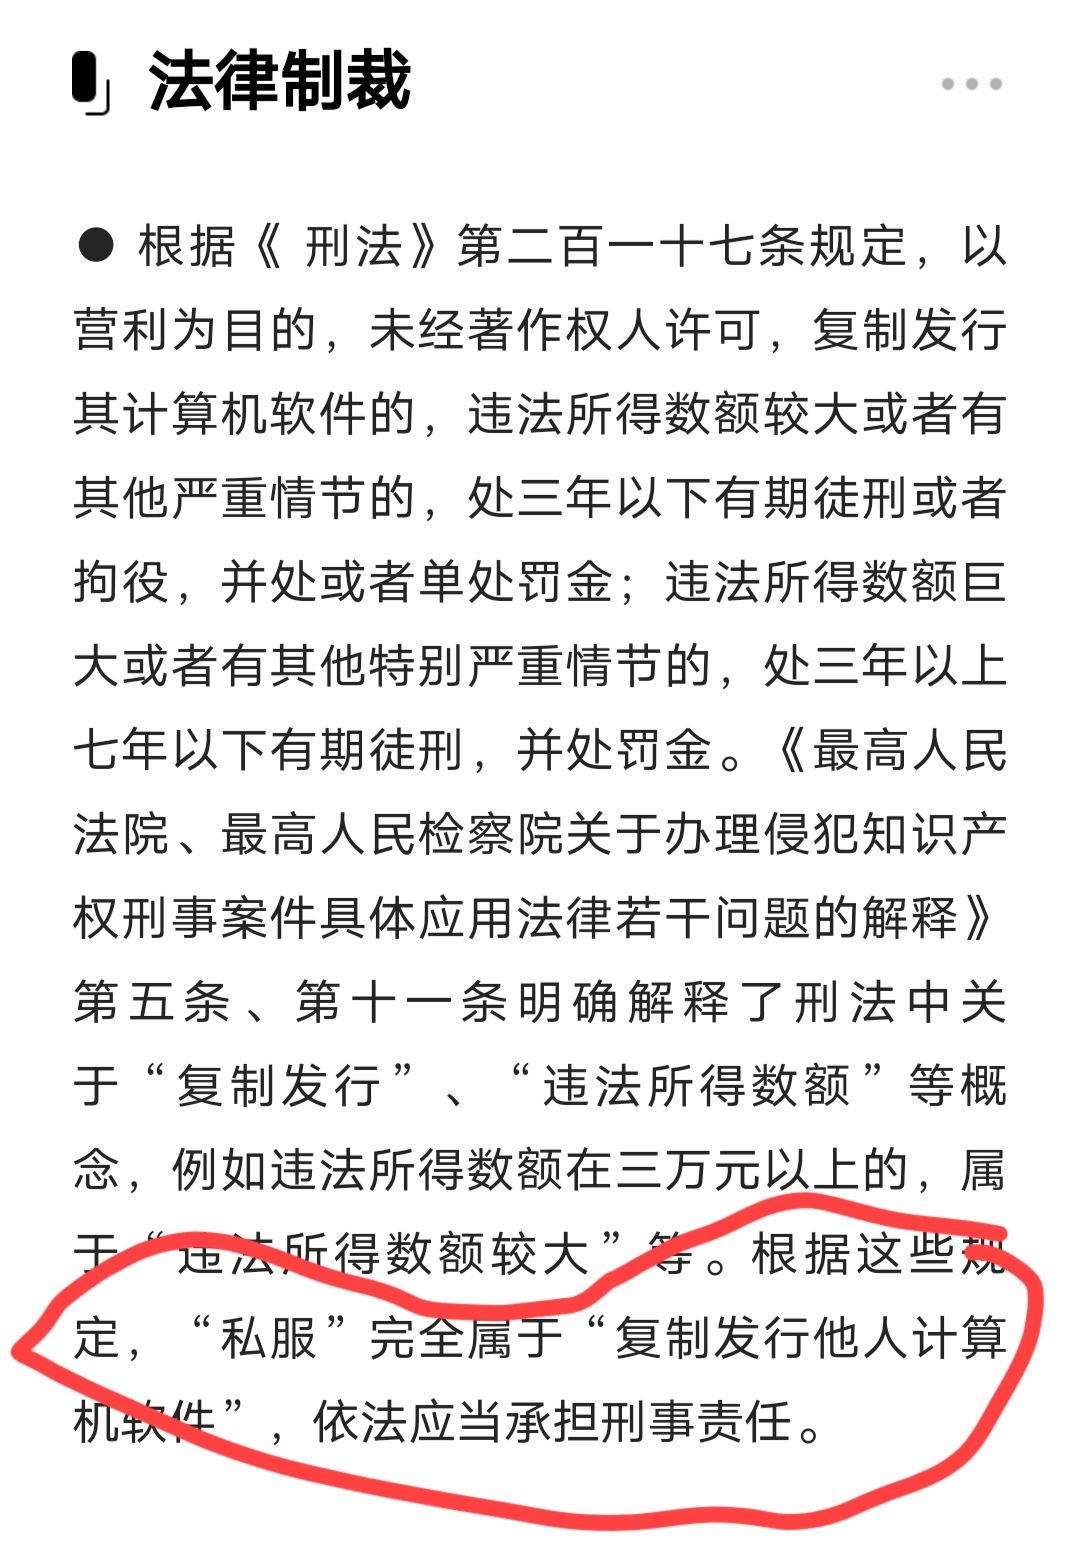 法律制裁
● 根据《 刑法》第二百一十七条规定，以
营利为目的，未经著作权人许可，复制发行
其计算机软件的，违法所得数额较大或者有
其他严重情节的，处三年以下有期徒刑或者
拘役，并处或者单处罚金；违法所得数额巨
大或者有其他特别严重情节的，处三年以上
七年以下有期徒刑，并处罚金。《最高人民
法院、最高人民检察院关于办理侵犯知识产
权刑事案件具体应用法律若干问题的解释》
第五条、第十一条明确解释了刑法中关
于“复制发行”、“违法所得数额”等概
念，例如违法所得数额在三万元以上的，属
于“违法所得数额较大”等。根据这些规
定，“私服”完全属于“复制发行他人计算
机软件”，依法应当承担刑事责任。